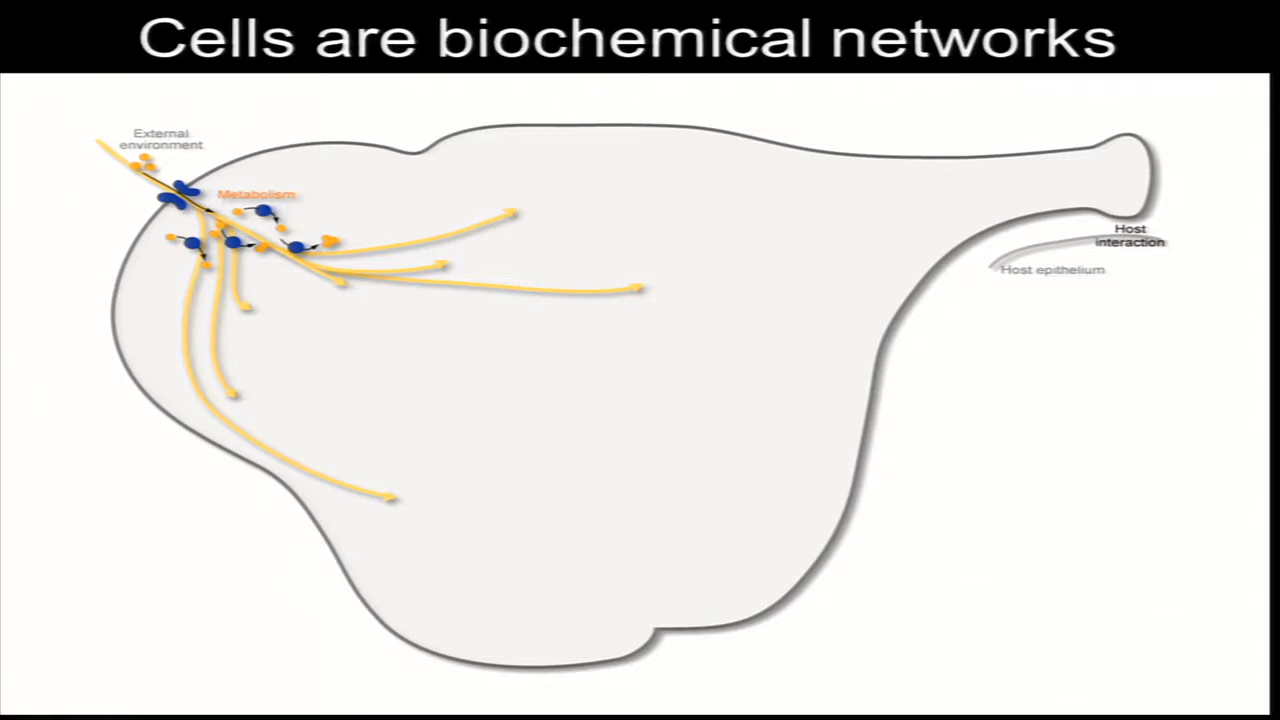 Cells are biochemical networks
External
environment
Metabolism
Host
interaction
Host epithelium